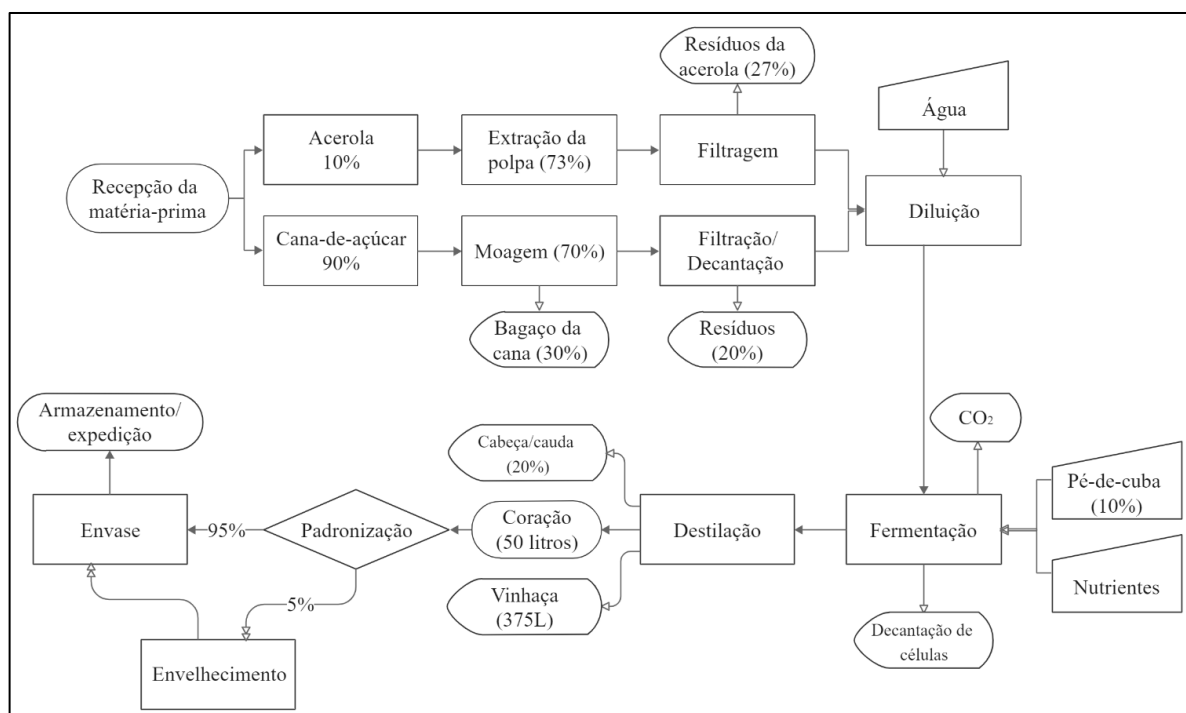 Resíduos da
acerola (27%)
Água
Acerola
10%
Extração da
polpa (73%)
Filtragem
Recepção da
matéria-prima
Diluição
Cana-de-açúcar
90%
Moagem (70%)
Filtração/
Decantação
Bagaço da
cana (30%)
Resíduos
(20%)
Armazenamento/
expedição
CO₂
Cabeça/cauda
(20%)
Pé-de-cuba
(10%)
Envase
95%
Padronização
Coração
(50 litros)
Destilação
Fermentação
Nutrientes
Vinhaça
(375L)
5%
Decantação de
células
Envelhecimento